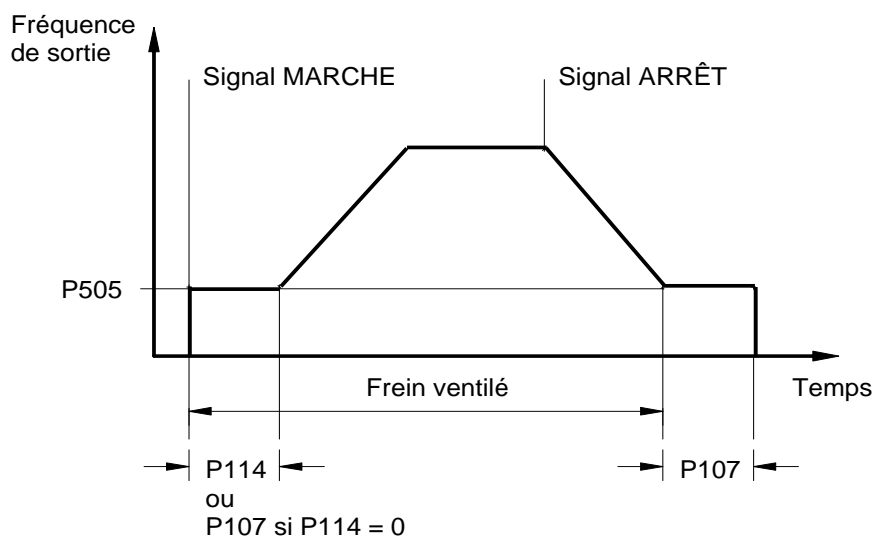 Fréquence
de sortie
Signal MARCHE
Signal ARRÊT
P505
Frein ventilé
Temps
P114
ou
P107 si P114 = 0
P107